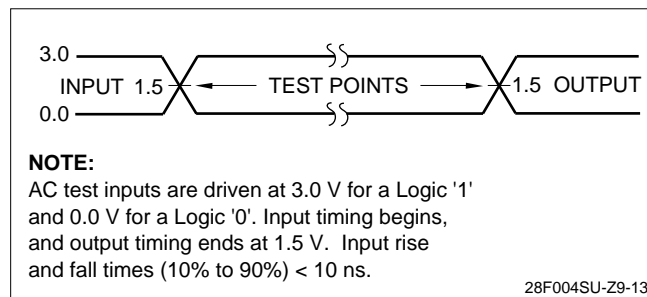 3.0
INPUT 1.5 TEST POINTS 1.5 OUTPUT
0.0
NOTE:
AC test inputs are driven at 3.0 V for a Logic '1'
and 0.0 V for a Logic '0'. Input timing begins,
and output timing ends at 1.5 V. Input rise
and fall times (10% to 90%) < 10 ns.
28F004SU-Z9-13